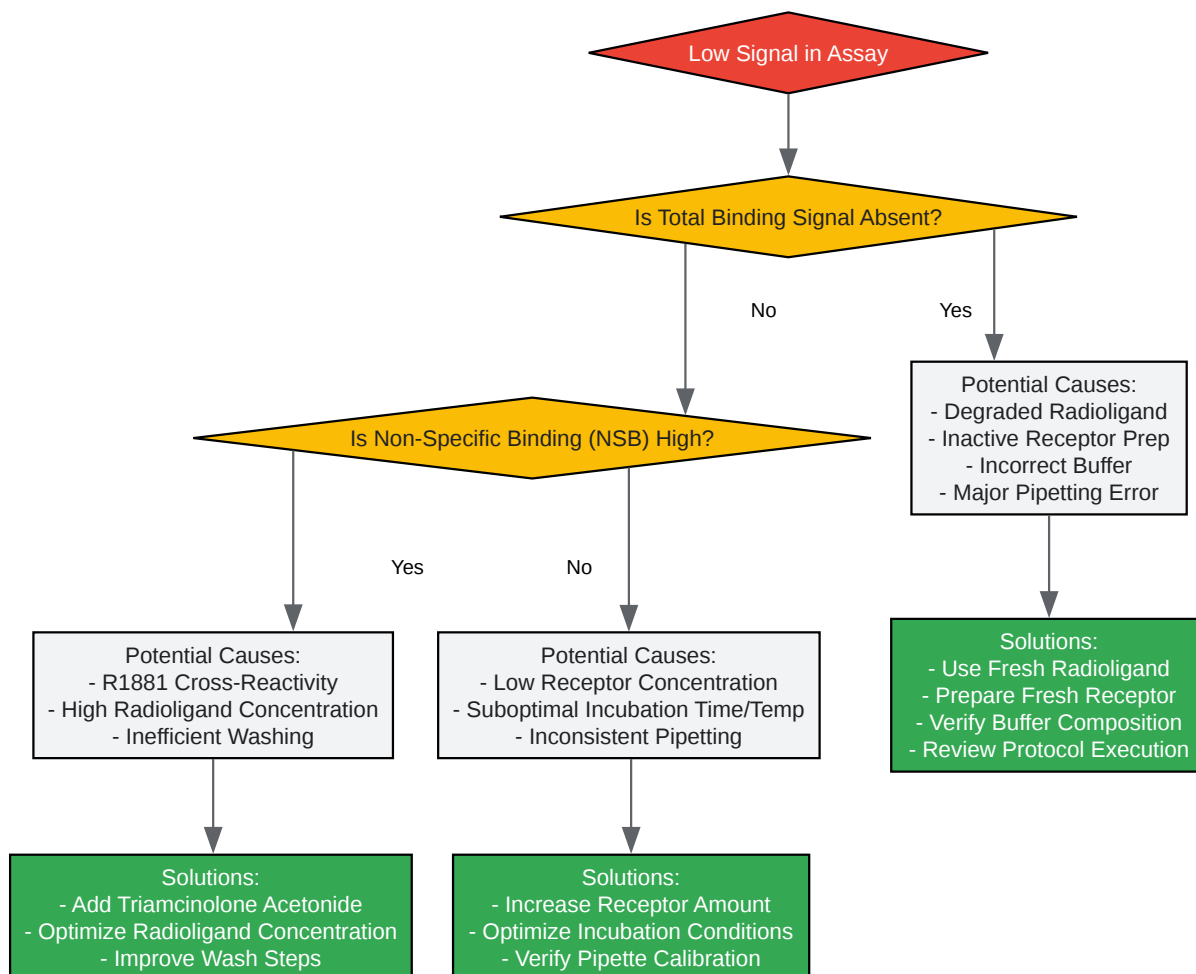 Low Signal in Assay
Is Total Binding Signal Absent?
No
Yes
Is Non-Specific Binding (NSB) High?
Potential Causes:
- Degraded Radioligand
- Inactive Receptor Prep
- Incorrect Buffer
- Major Pipetting Error
Yes
No
Potential Causes:
- R1881 Cross-Reactivity
- High Radioligand Concentration
- Inefficient Washing
Potential Causes:
- Low Receptor Concentration
- Suboptimal Incubation Time/Temp
- Inconsistent Pipetting
Solutions:
- Use Fresh Radioligand
- Prepare Fresh Receptor
- Verify Buffer Composition
- Review Protocol Execution
Solutions:
- Add Triamcinolone Acetonide
- Optimize Radioligand Concentration
- Improve Wash Steps
Solutions:
- Increase Receptor Amount
- Optimize Incubation Conditions
- Verify Pipette Calibration